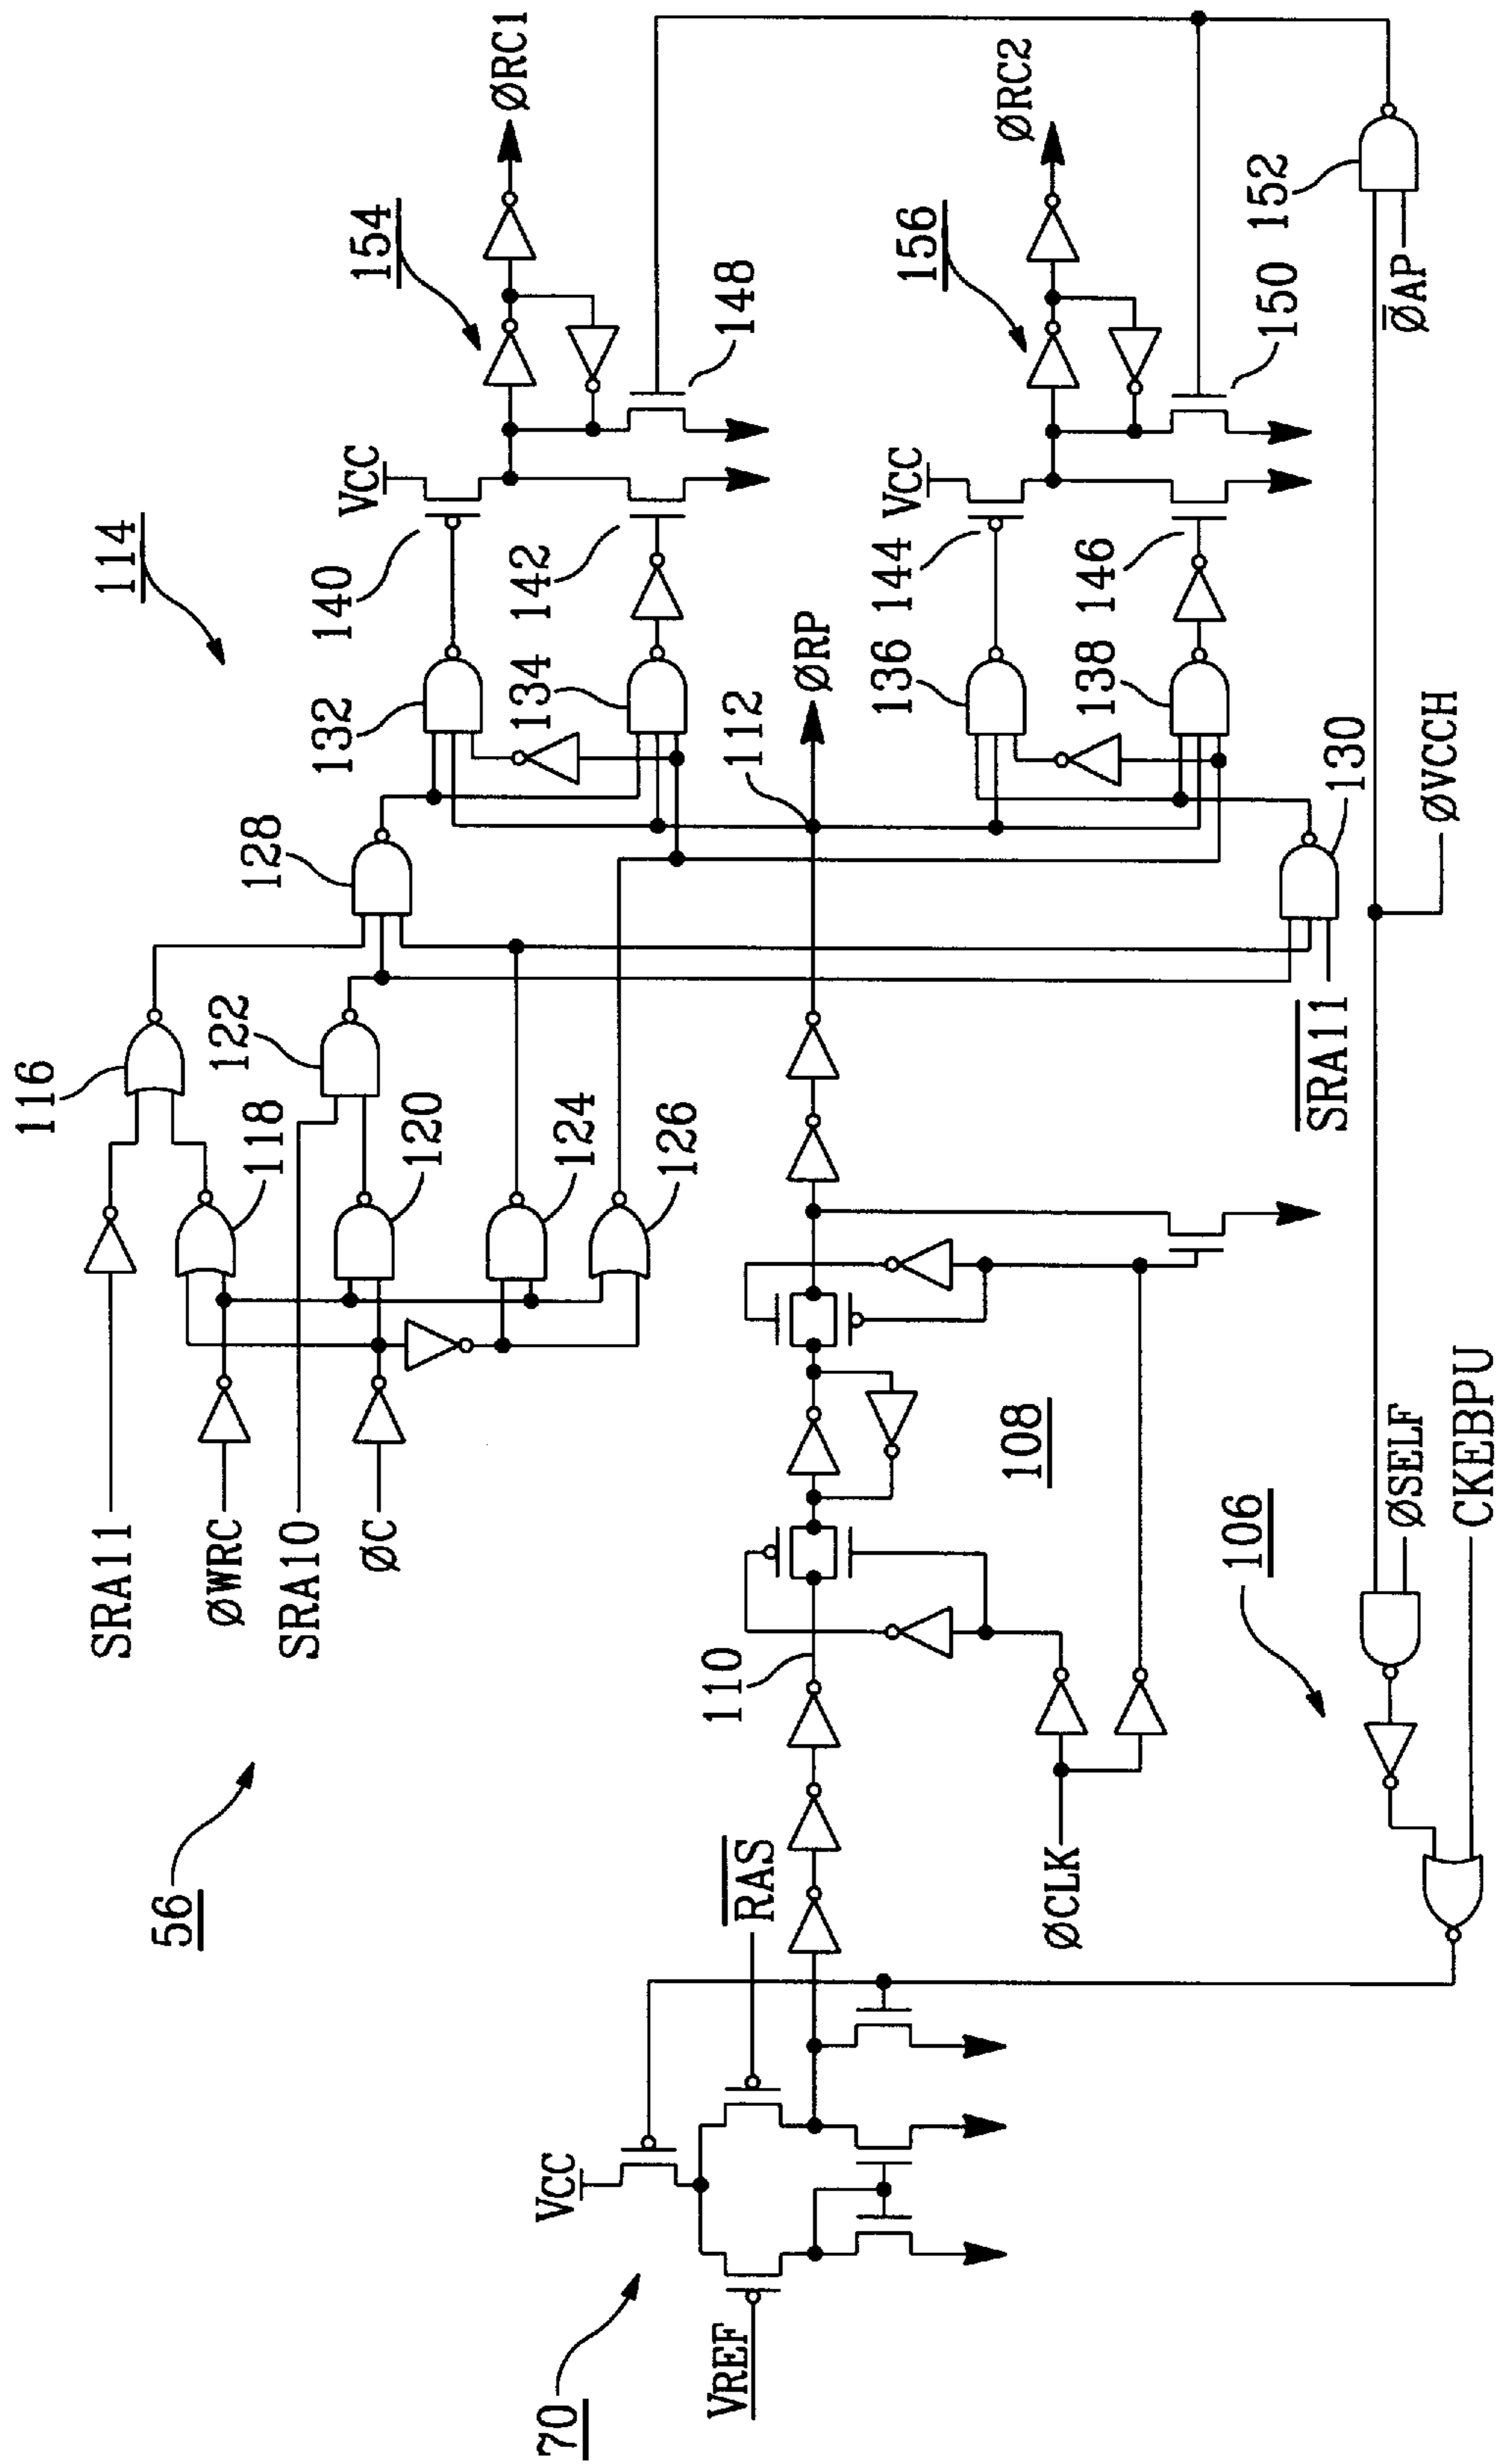 56
114
SRA11
116
ØWRC
118
SRA10
122
ØC
120
124
126
128
132
134
140
VCC
142
154
ØRC1
148
70
VREF
VCC
RAS
110
108
ØCLK
112
ØRP
136
138
144
VCC
146
156
ØRC2
150
130
SRA11
152
ØAP
106
ØSELF
CKEBPU
ØVCCH